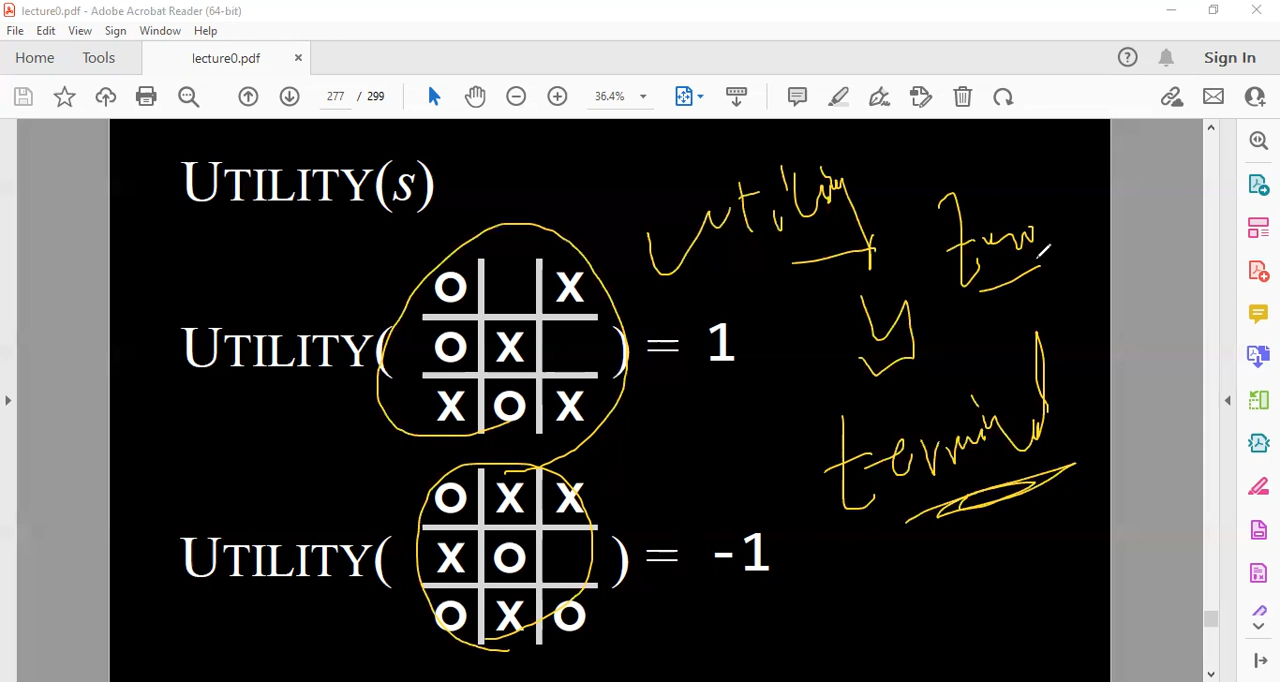 lecture0.pdf - Adobe Acrobat Reader (64-bit)
File Edit View Sign Window Help
Home Tools lecture0.pdf × Sign In
277 / 299 36.4%
UTILITY(s)
utility
O X
O X
X O X
UTILITY( ) = 1
terminal
O X X
X O
O X O
UTILITY( ) = -1